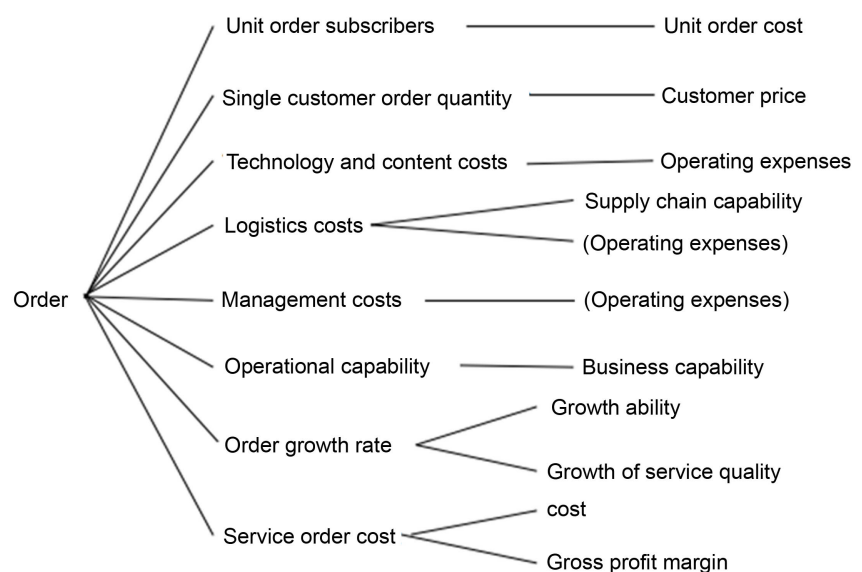 Unit order subscribers
Unit order cost
Single customer order quantity
Customer price
Technology and content costs
Operating expenses
Supply chain capability
Logistics costs
(Operating expenses)
Order
Management costs
(Operating expenses)
Operational capability
Business capability
Growth ability
Order growth rate
Growth of service quality
cost
Service order cost
Gross profit margin